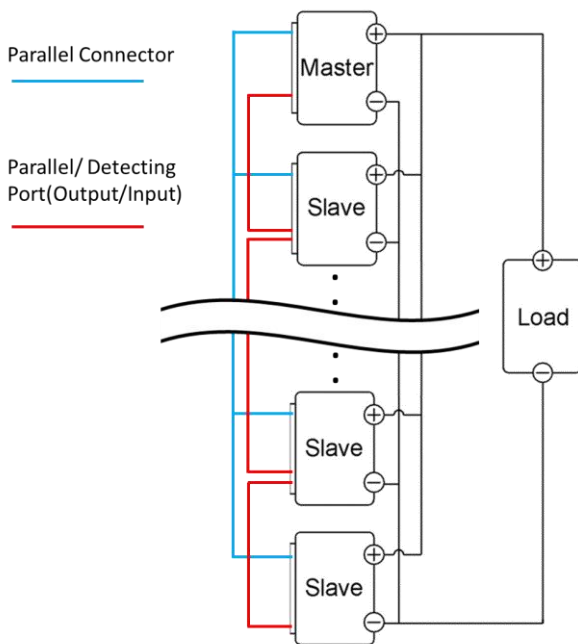 Parallel Connector
Parallel/ Detecting
Port(Output/Input)
Master
Slave
Slave
Slave
Load